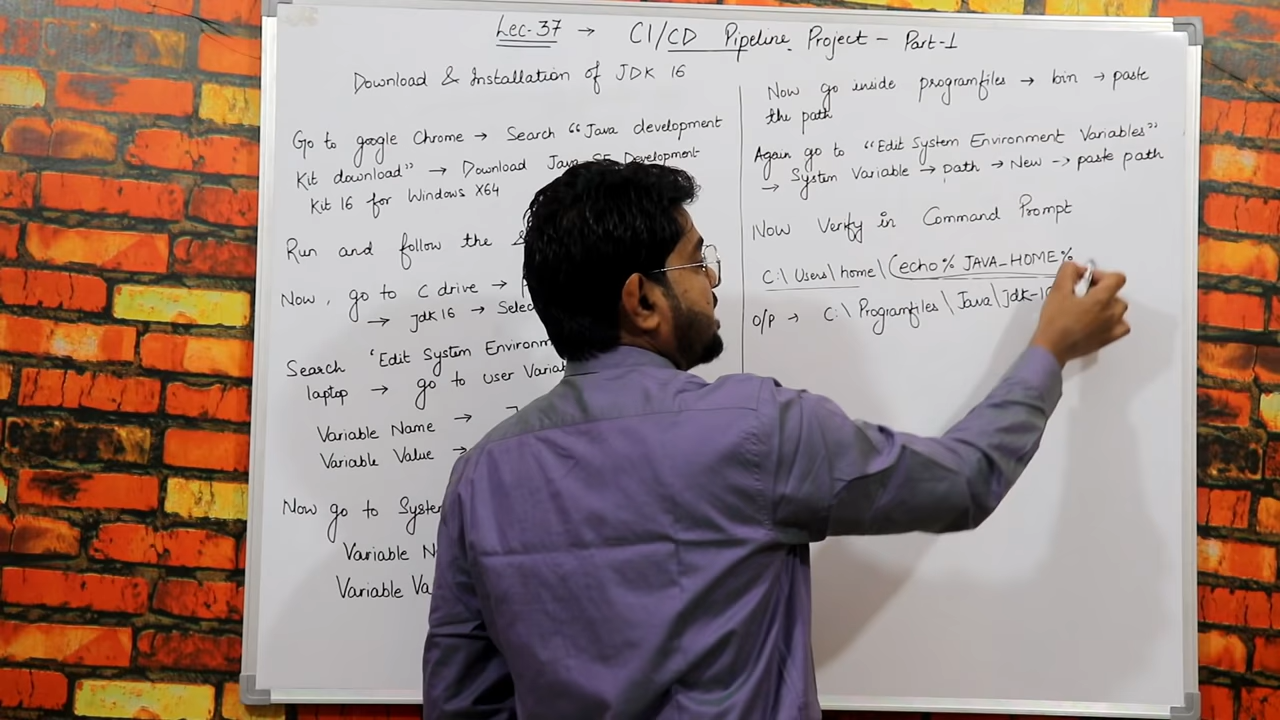 Lec-37 → CI/CD Pipeline Project - Part-1
Download & Installation of JDK 16
Go to google Chrome → Search "Java development
Kit download" → Download Java SE Development
Kit 16 for Windows X64
Run and follow the
Now, go to C drive →
→ jdk16 → Selec
Search 'Edit System Environm
laptop → go to user Variab
Variable Name →
Variable Value →
Now go to System
Variable N
Variable Va
Now go inside programfiles → bin → paste
the path
Again go to "Edit System Environment Variables"
→ System Variable → path → New → paste path
Now Verify in Command Prompt
C:\Users\home\(echo% JAVA_HOME%
O/P → C:\Programfiles\Java\Jdk-1